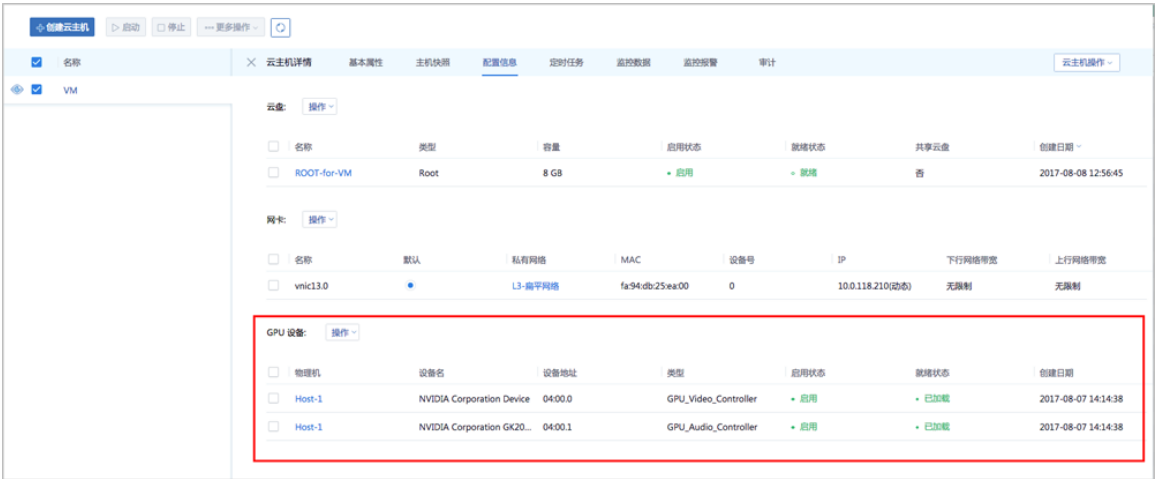 创建云主机 启动 停止 ··· 更多操作
名称 云主机详情 基本属性 主机快照 配置信息 定时任务 监控数据 监控报警 审计 云主机操作
VM
云盘: 操作
名称 类型 容量 启用状态 就绪状态 共享云盘 创建日期
ROOT-for-VM Root 8 GB 启用 就绪 否 2017-08-08 12:56:45
网卡: 操作
名称 默认 私有网络 MAC 设备号 IP 下行网络带宽 上行网络带宽
vnic13.0 L3-扁平网络 fa:94:db:25:ea:00 0 10.0.118.210(动态) 无限制 无限制
GPU 设备: 操作
物理机 设备名 设备地址 类型 启用状态 就绪状态 创建日期
Host-1 NVIDIA Corporation Device 04:00.0 GPU_Video_Controller 启用 已加载 2017-08-07 14:14:38
Host-1 NVIDIA Corporation GK20... 04:00.1 GPU_Audio_Controller 启用 已加载 2017-08-07 14:14:38